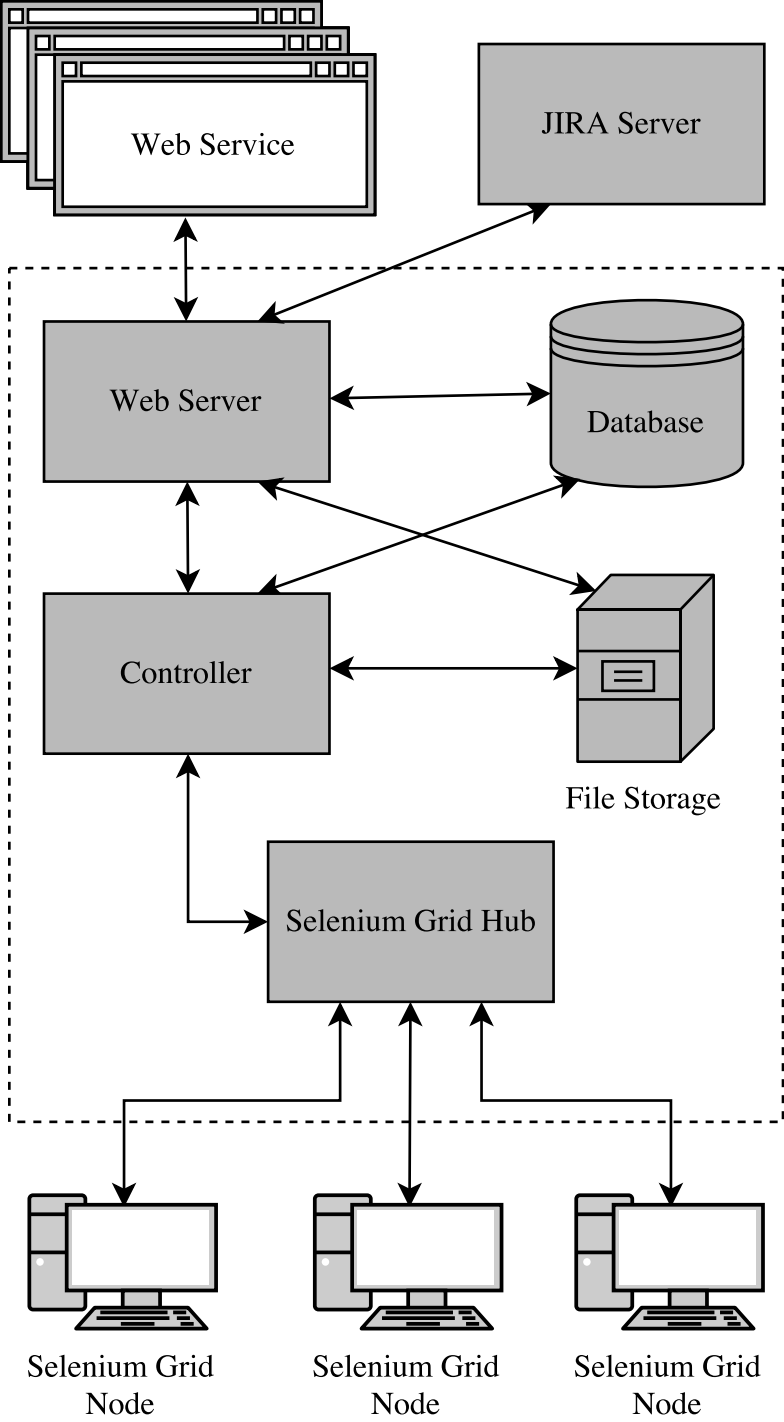 Web Service
JIRA Server
Web Server
Database
Controller
File Storage
Selenium Grid Hub
Selenium Grid
Node
Selenium Grid
Node
Selenium Grid
Node